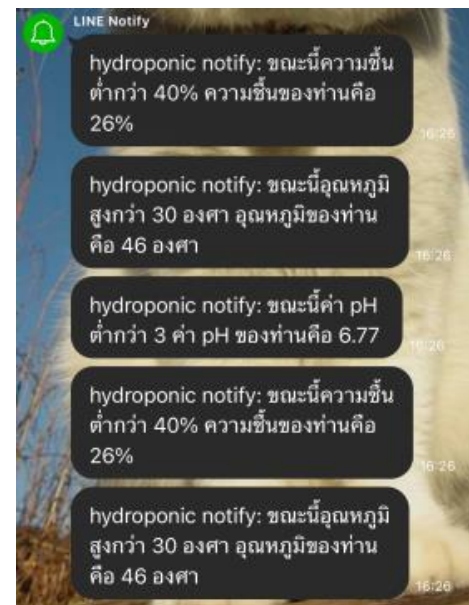 LINE Notify
hydroponic notify: ขณะนี้ความชื้น
ต่ำกว่า 40% ความชื้นของท่านคือ
26%
16:26
hydroponic notify: ขณะนี้อุณหภูมิ
สูงกว่า 30 องศา อุณหภูมิของท่าน
คือ 46 องศา
16:26
hydroponic notify: ขณะนี้ค่า pH
ต่ำกว่า 3 ค่า pH ของท่านคือ 6.77
16:26
hydroponic notify: ขณะนี้ความชื้น
ต่ำกว่า 40% ความชื้นของท่านคือ
26%
16:26
hydroponic notify: ขณะนี้อุณหภูมิ
สูงกว่า 30 องศา อุณหภูมิของท่าน
คือ 46 องศา
16:26